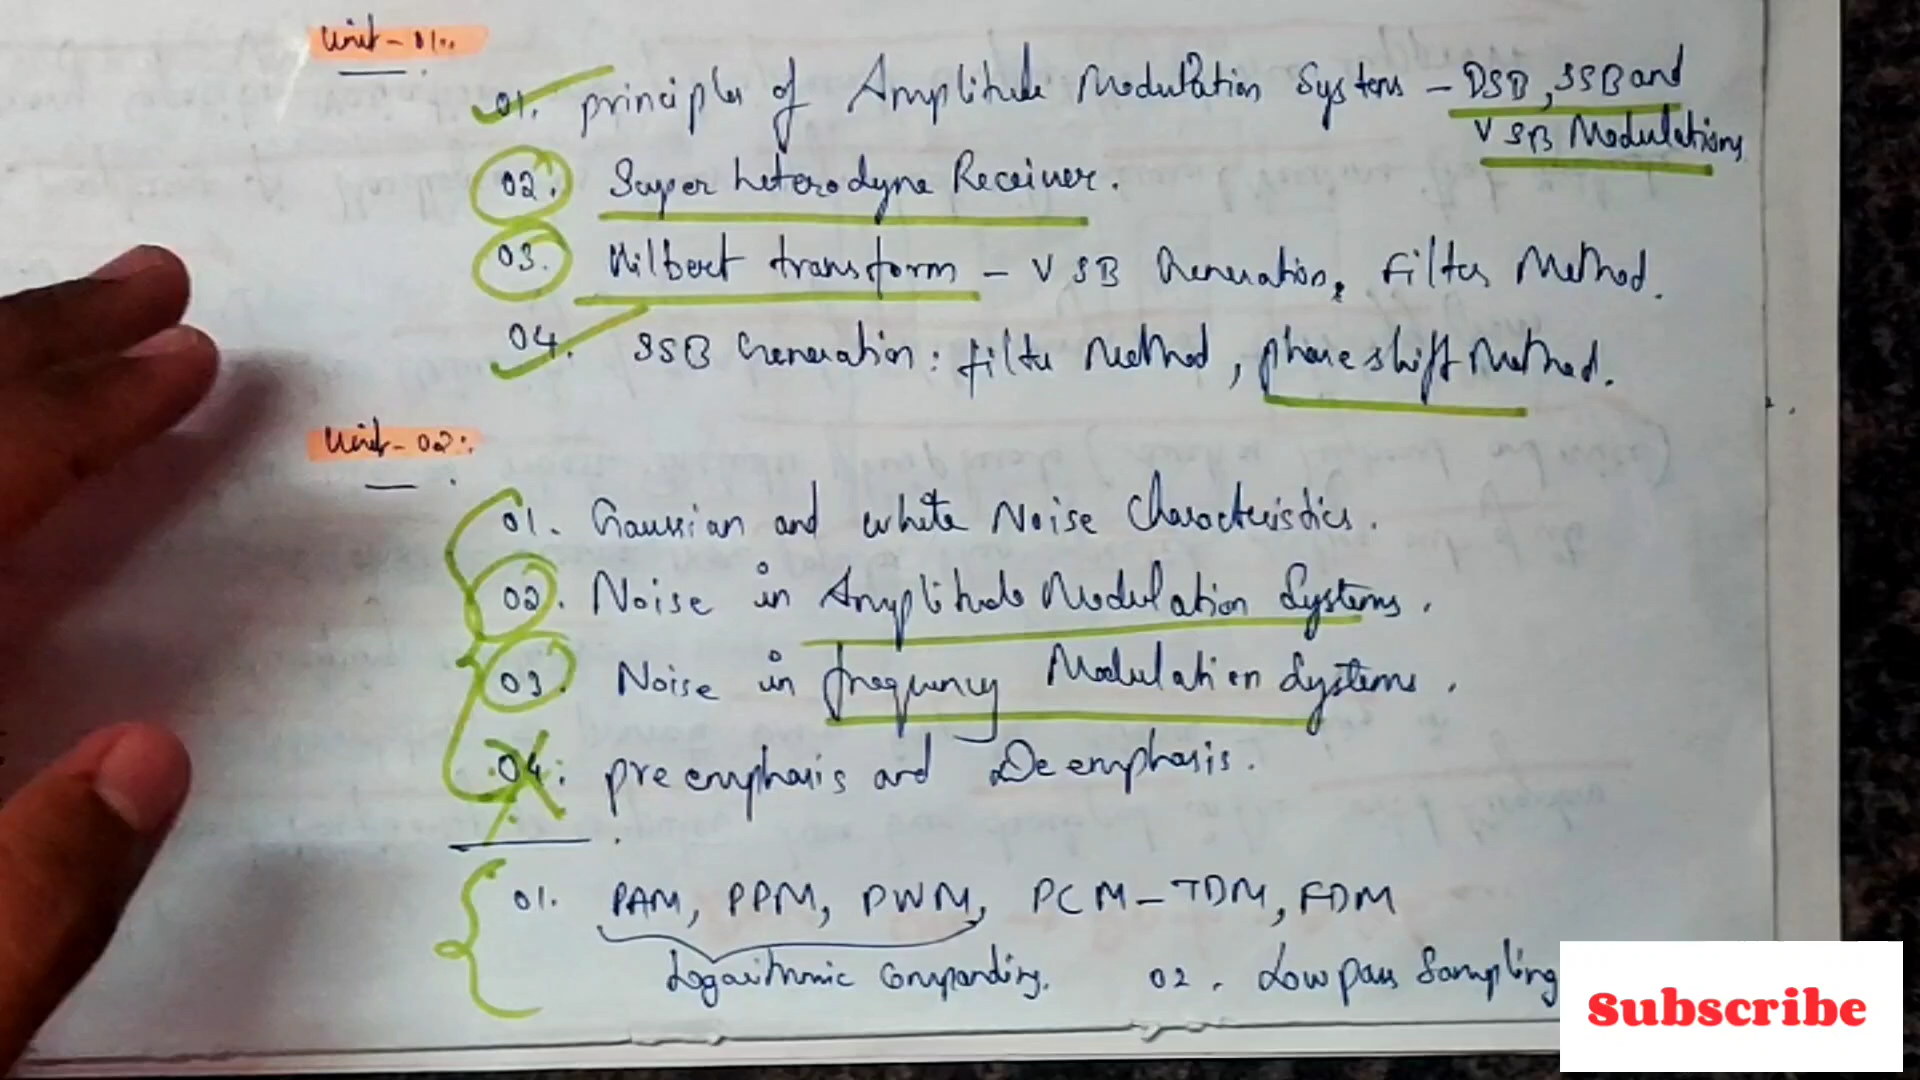 Unit-01:
01. principles of Amplitude Modulation Systems - DSB, SSB and
VSB Modulations
02. Super heterodyne Receiver.
03. Hilbert transform - VSB Generation, Filter Method.
04. SSB Generation: filter Method, phase shift Method.
Unit-02:
01. Gaussian and white Noise Characteristics.
02. Noise in Amplitude Modulation Systems.
03. Noise in frequency Modulation Systems.
04. pre emphasis and De emphasis.
01. PAM, PPM, PWM, PCM-TDM, FDM
Logarithmic Companding. 02. Low pass Sampling
Subscribe